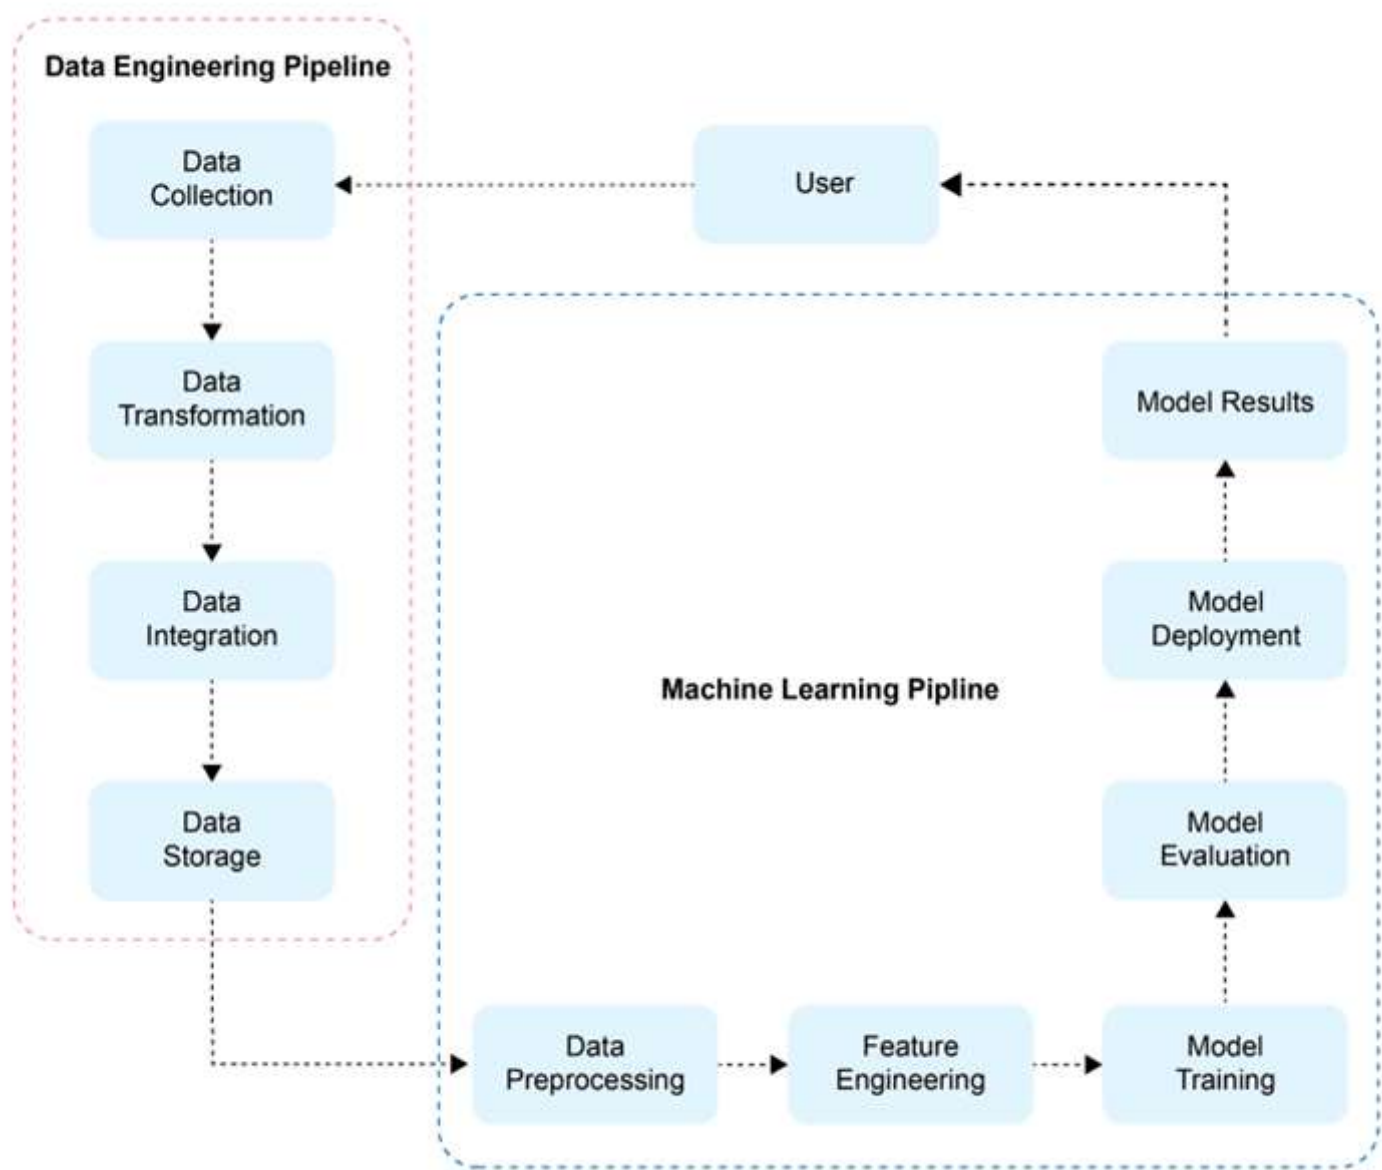 Data Engineering Pipeline
Data
Collection
User
Data
Transformation
Model Results
Data
Integration
Model
Deployment
Machine Learning Pipline
Data
Storage
Model
Evaluation
Data
Preprocessing
Feature
Engineering
Model
Training